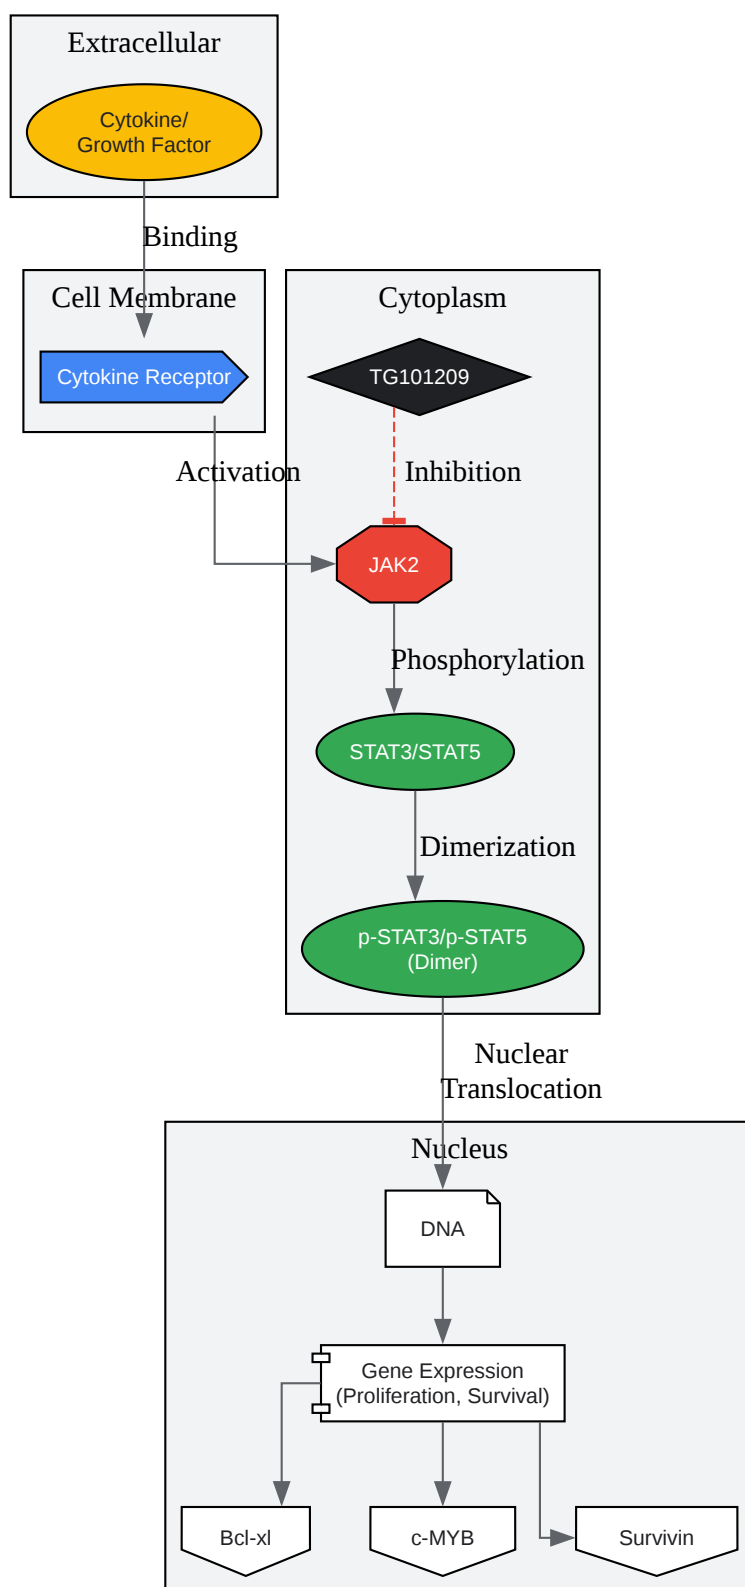 Extracellular
Cytokine/
Growth Factor
Binding
Cell Membrane
Cytoplasm
Cytokine Receptor
TG101209
Activation
Inhibition
JAK2
Phosphorylation
STAT3/STAT5
Dimerization
p-STAT3/p-STAT5
(Dimer)
Nuclear
Translocation
Nucleus
DNA
Gene Expression
(Proliferation, Survival)
Bcl-xl
c-MYB
Survivin